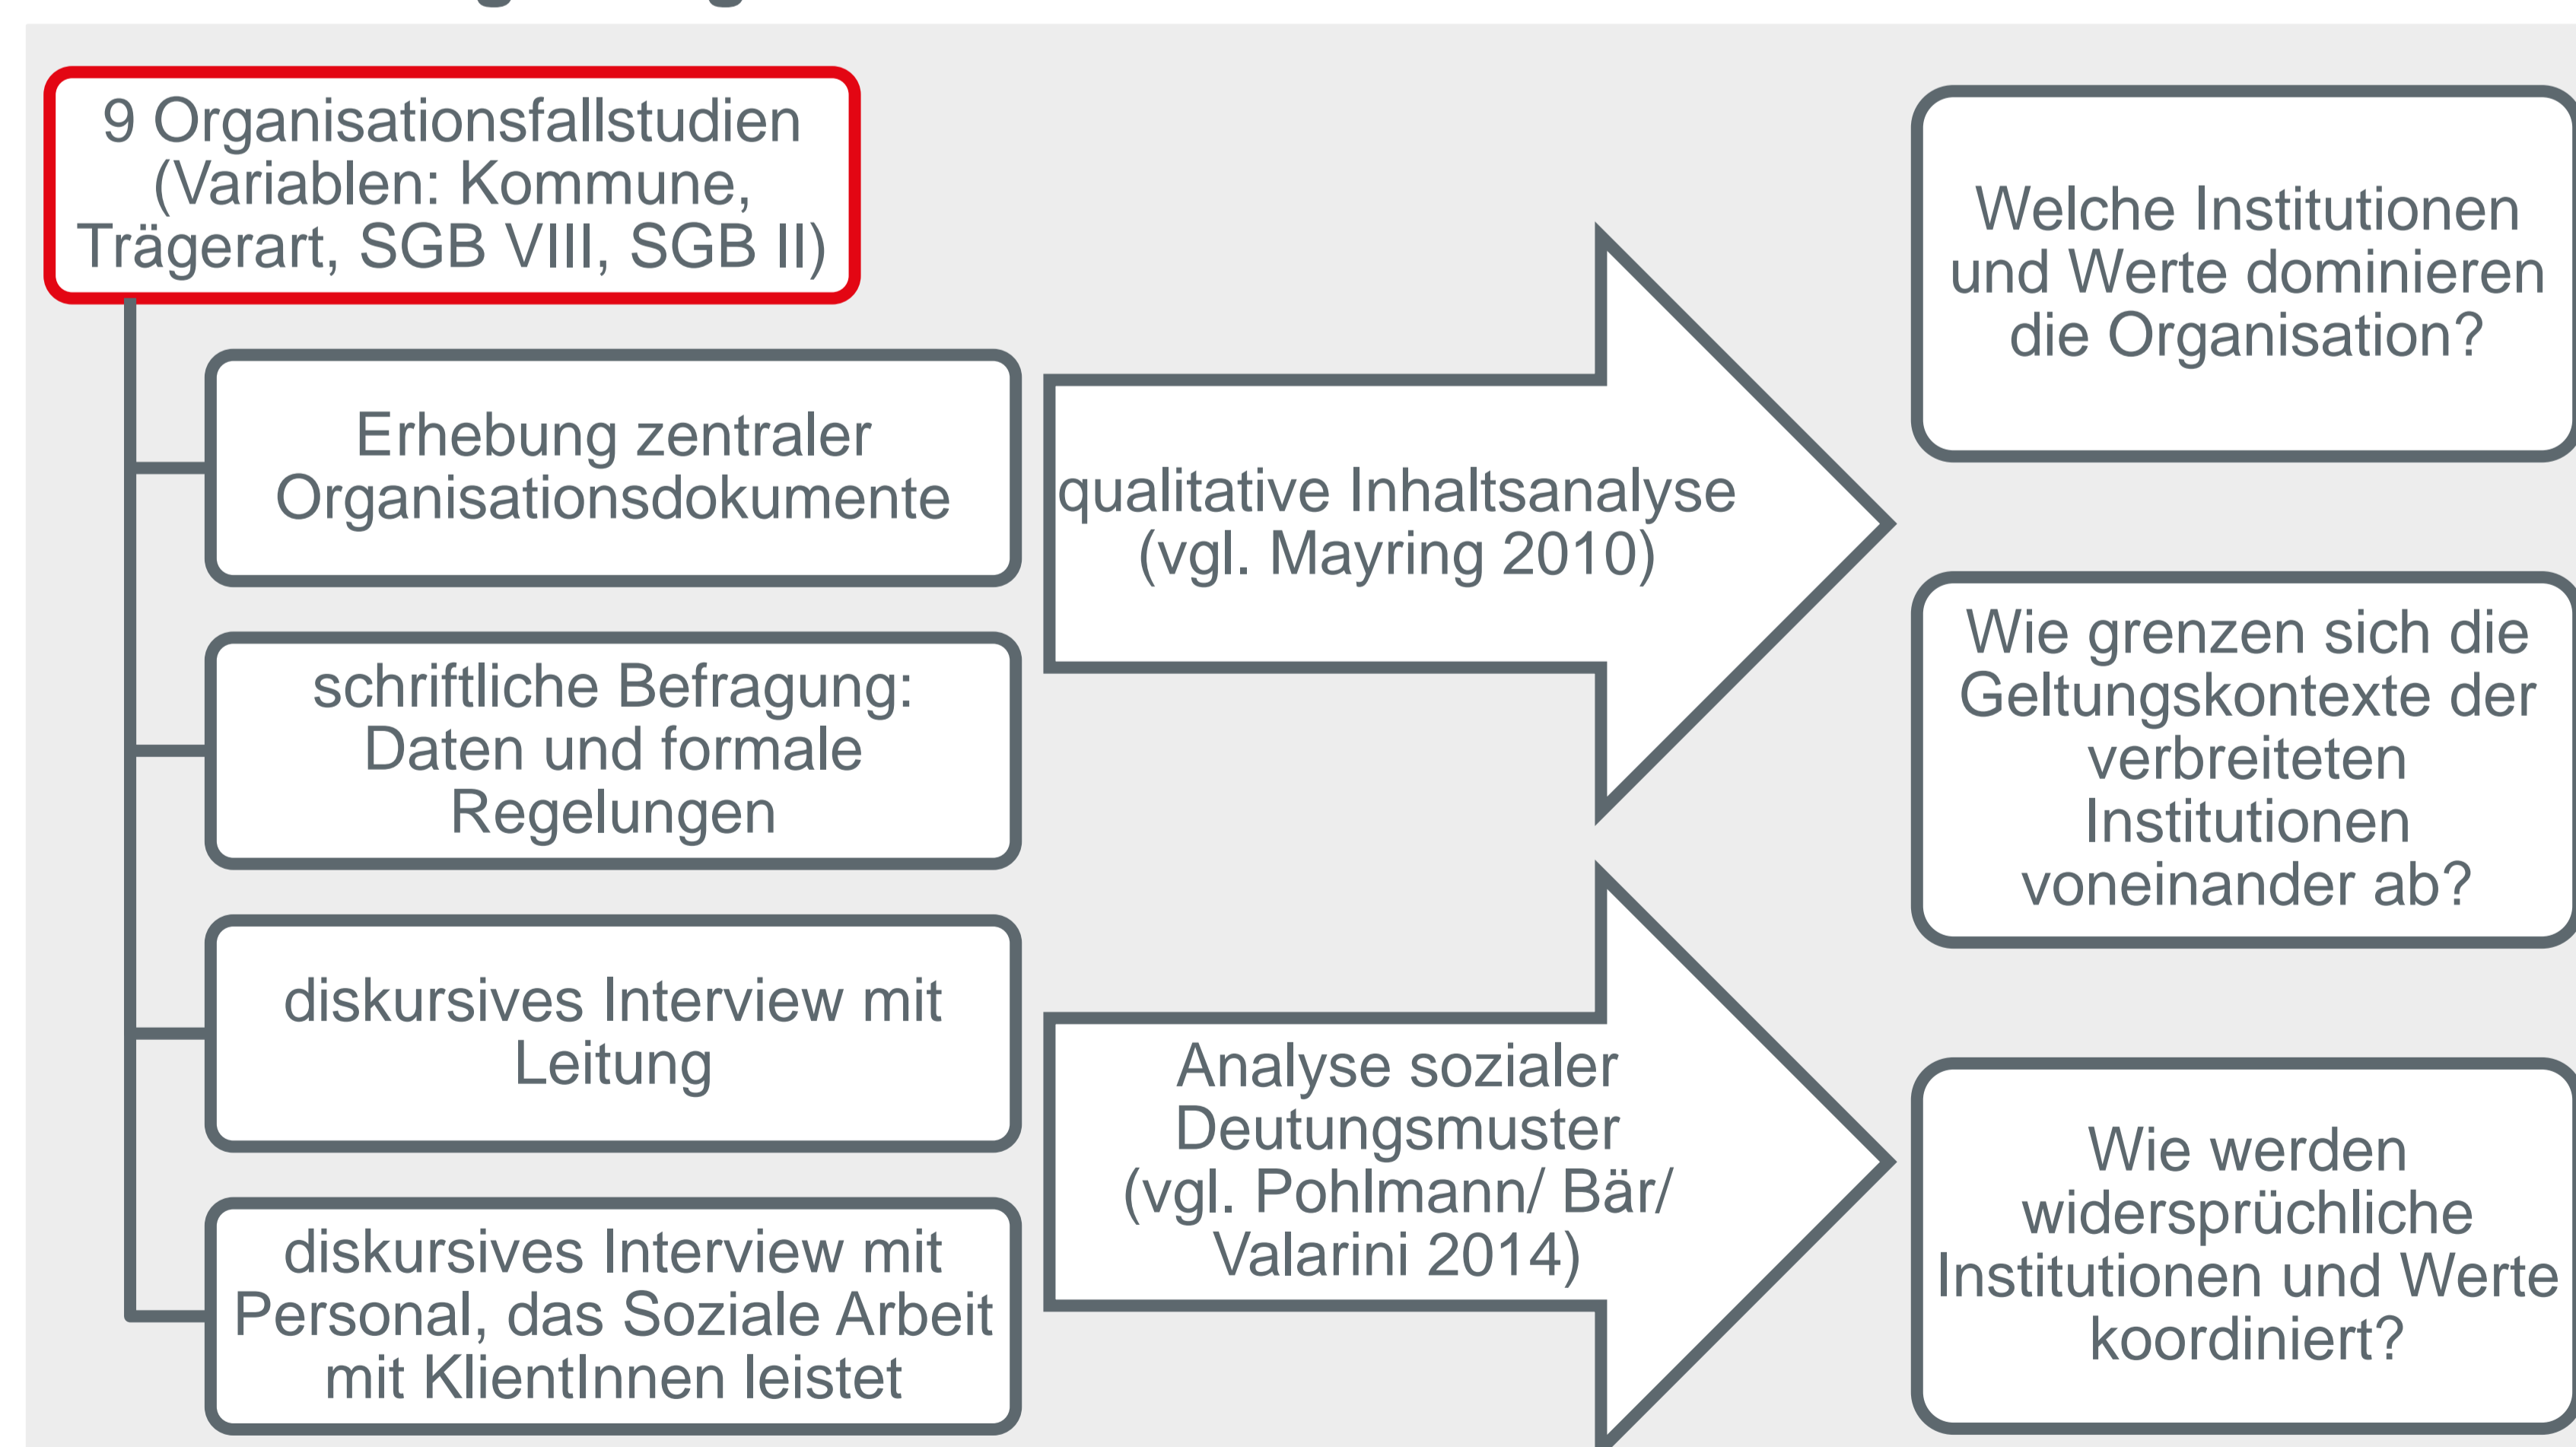 9 Organisationsfallstudien
(Variablen: Kommune,
Trägerart, SGB VIII, SGB II)
Erhebung zentraler
Organisationsdokumente
schriftliche Befragung:
Daten und formale
Regelungen
diskursives Interview mit
Leitung
diskursives Interview mit
Personal, das Soziale Arbeit
mit KlientInnen leistet
qualitative Inhaltsanalyse
(vgl. Mayring 2010)
Analyse sozialer
Deutungsmuster
(vgl. Pohlmann/ Bär/
Valarini 2014)
Welche Institutionen
und Werte dominieren
die Organisation?
Wie grenzen sich die
Geltungskontexte der
verbreiteten
Institutionen
voneinander ab?
Wie werden
widersprüchliche
Institutionen und Werte
koordiniert?